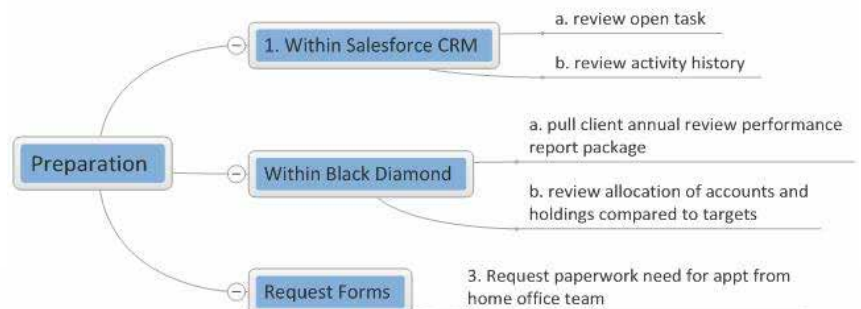 Preparation
1. Within Salesforce CRM
a. review open task
b. review activity history
Within Black Diamond
a. pull client annual review performance
report package
b. review allocation of accounts and
holdings compared to targets
Request Forms
3. Request paperwork need for appt from
home office team